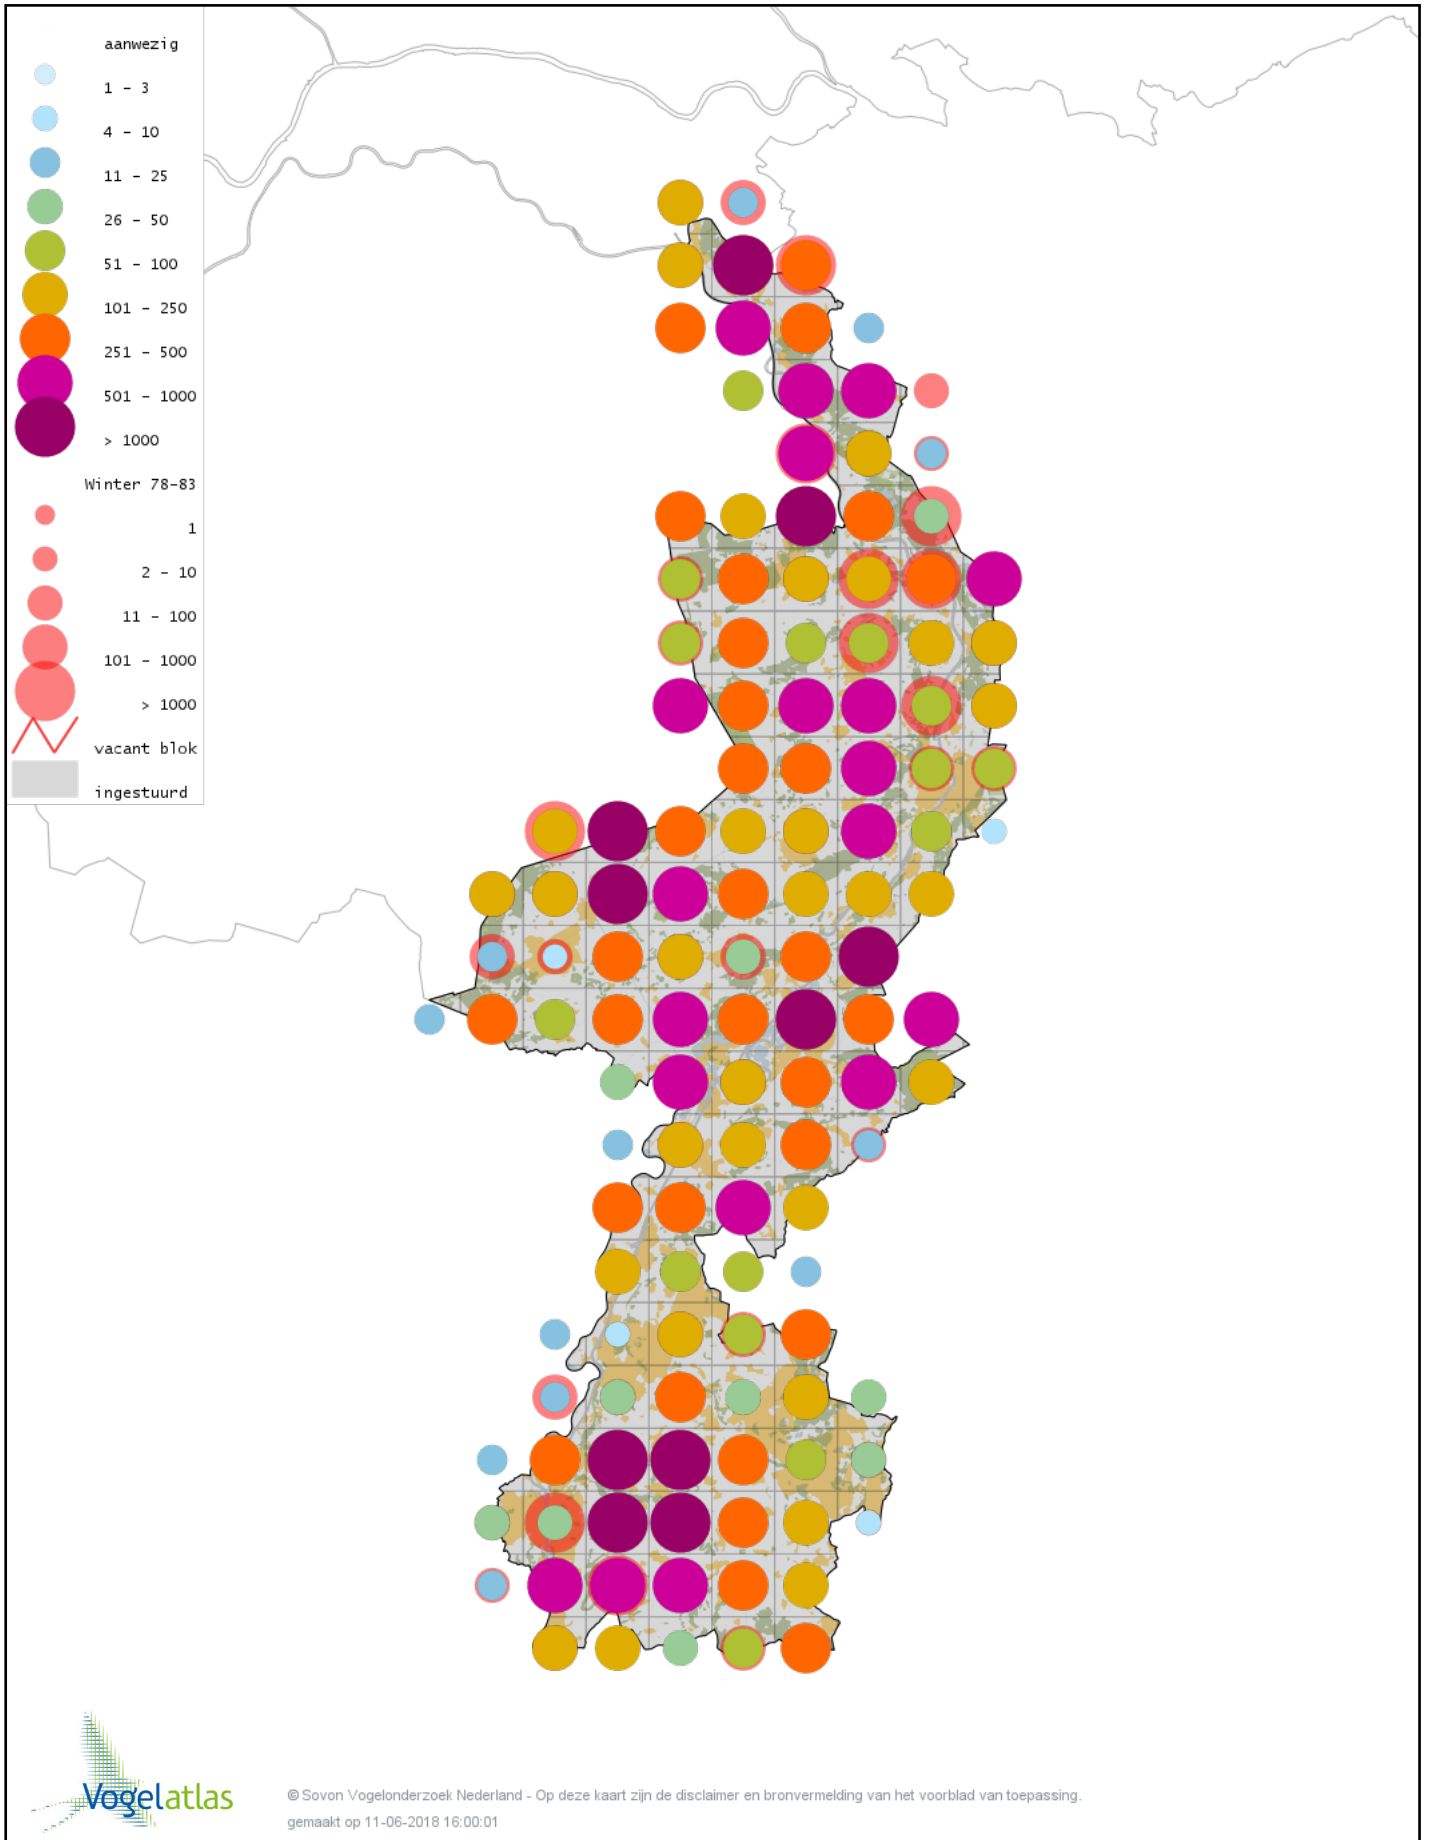 aanwezig
1 - 3
4 - 10
11 - 25
26 - 50
51 - 100
101 - 250
251 - 500
501 - 1000
> 1000
Winter 78-83
1
2 - 10
11 - 100
101 - 1000
> 1000
vacant blok
ingestuurd
Vogelatlas
© Sovon Vogelonderzoek Nederland - Op deze kaart zijn de disclaimer en bronvermelding van het voorblad van toepassing.
gemaakt op 11-06-2018 16:00:01